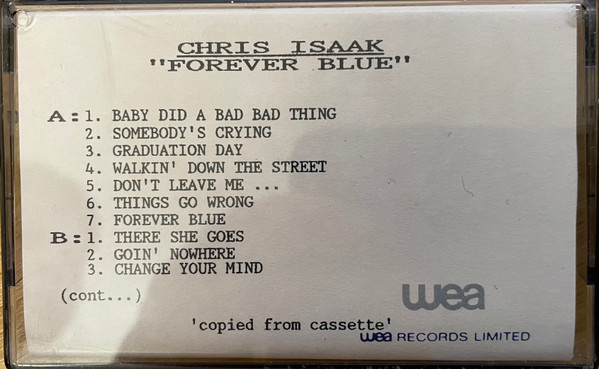 CHRIS ISAAK
"FOREVER BLUE"
A: 1. BABY DID A BAD BAD THING
2. SOMEBODY'S CRYING
3. GRADUATION DAY
4. WALKIN' DOWN THE STREET
5. DON'T LEAVE ME ...
6. THINGS GO WRONG
7. FOREVER BLUE
B: 1. THERE SHE GOES
2. GOIN' NOWHERE
3. CHANGE YOUR MIND
(cont...)
wea
'copied from cassette'
wea RECORDS LIMITED